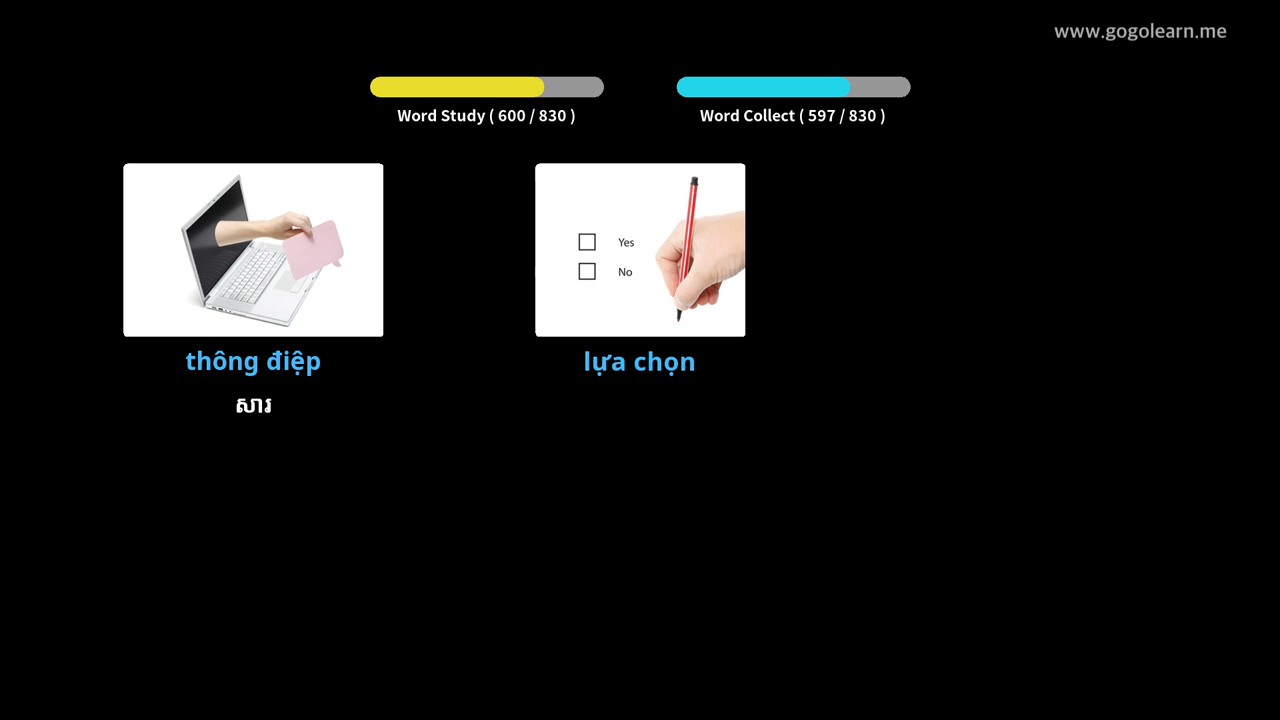 www.gogolearn.me
Word Study ( 600 / 830 )
Word Collect ( 597 / 830 )
Yes
No
thông điệp
lựa chọn
សារ